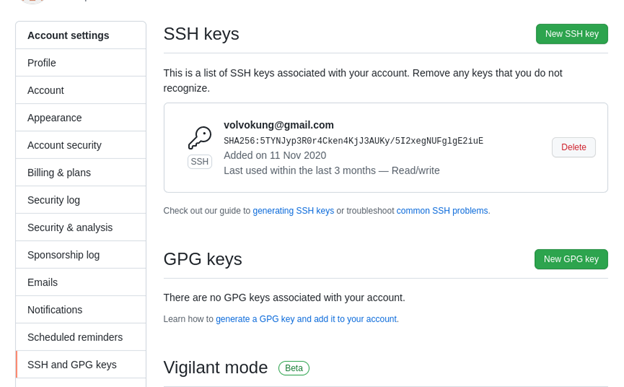 Account settings
Profile
Account
Appearance
Account security
Billing & plans
Security log
Security & analysis
Sponsorship log
Emails
Notifications
Scheduled reminders
SSH and GPG keys
SSH keys
New SSH key
This is a list of SSH keys associated with your account. Remove any keys that you do not
recognize.
volvokung@gmail.com
SHA256:5TYNJyp3R0r4Cken4KjJ3AUKy/5I2xegNUFglgE2iuE
SSH
Added on 11 Nov 2020
Last used within the last 3 months — Read/write
Delete
Check out our guide to generating SSH keys or troubleshoot common SSH problems.
GPG keys
New GPG key
There are no GPG keys associated with your account.
Learn how to generate a GPG key and add it to your account.
Vigilant mode
Beta